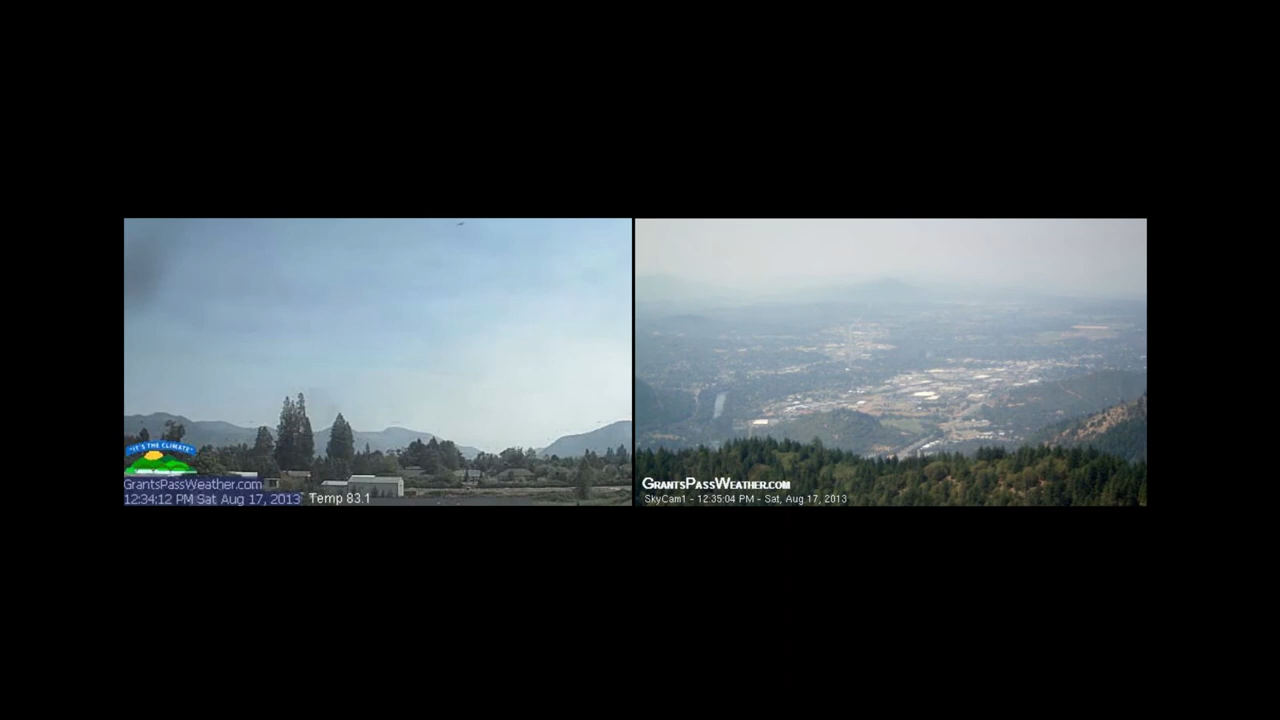 "IT'S THE CLIMATE"
GrantsPassWeather.com
12:34:12 PM Sat Aug 17, 2013 Temp 83.1
GRANTSPASSWEATHER.COM
SkyCam1 - 12:35:04 PM - Sat, Aug 17, 2013